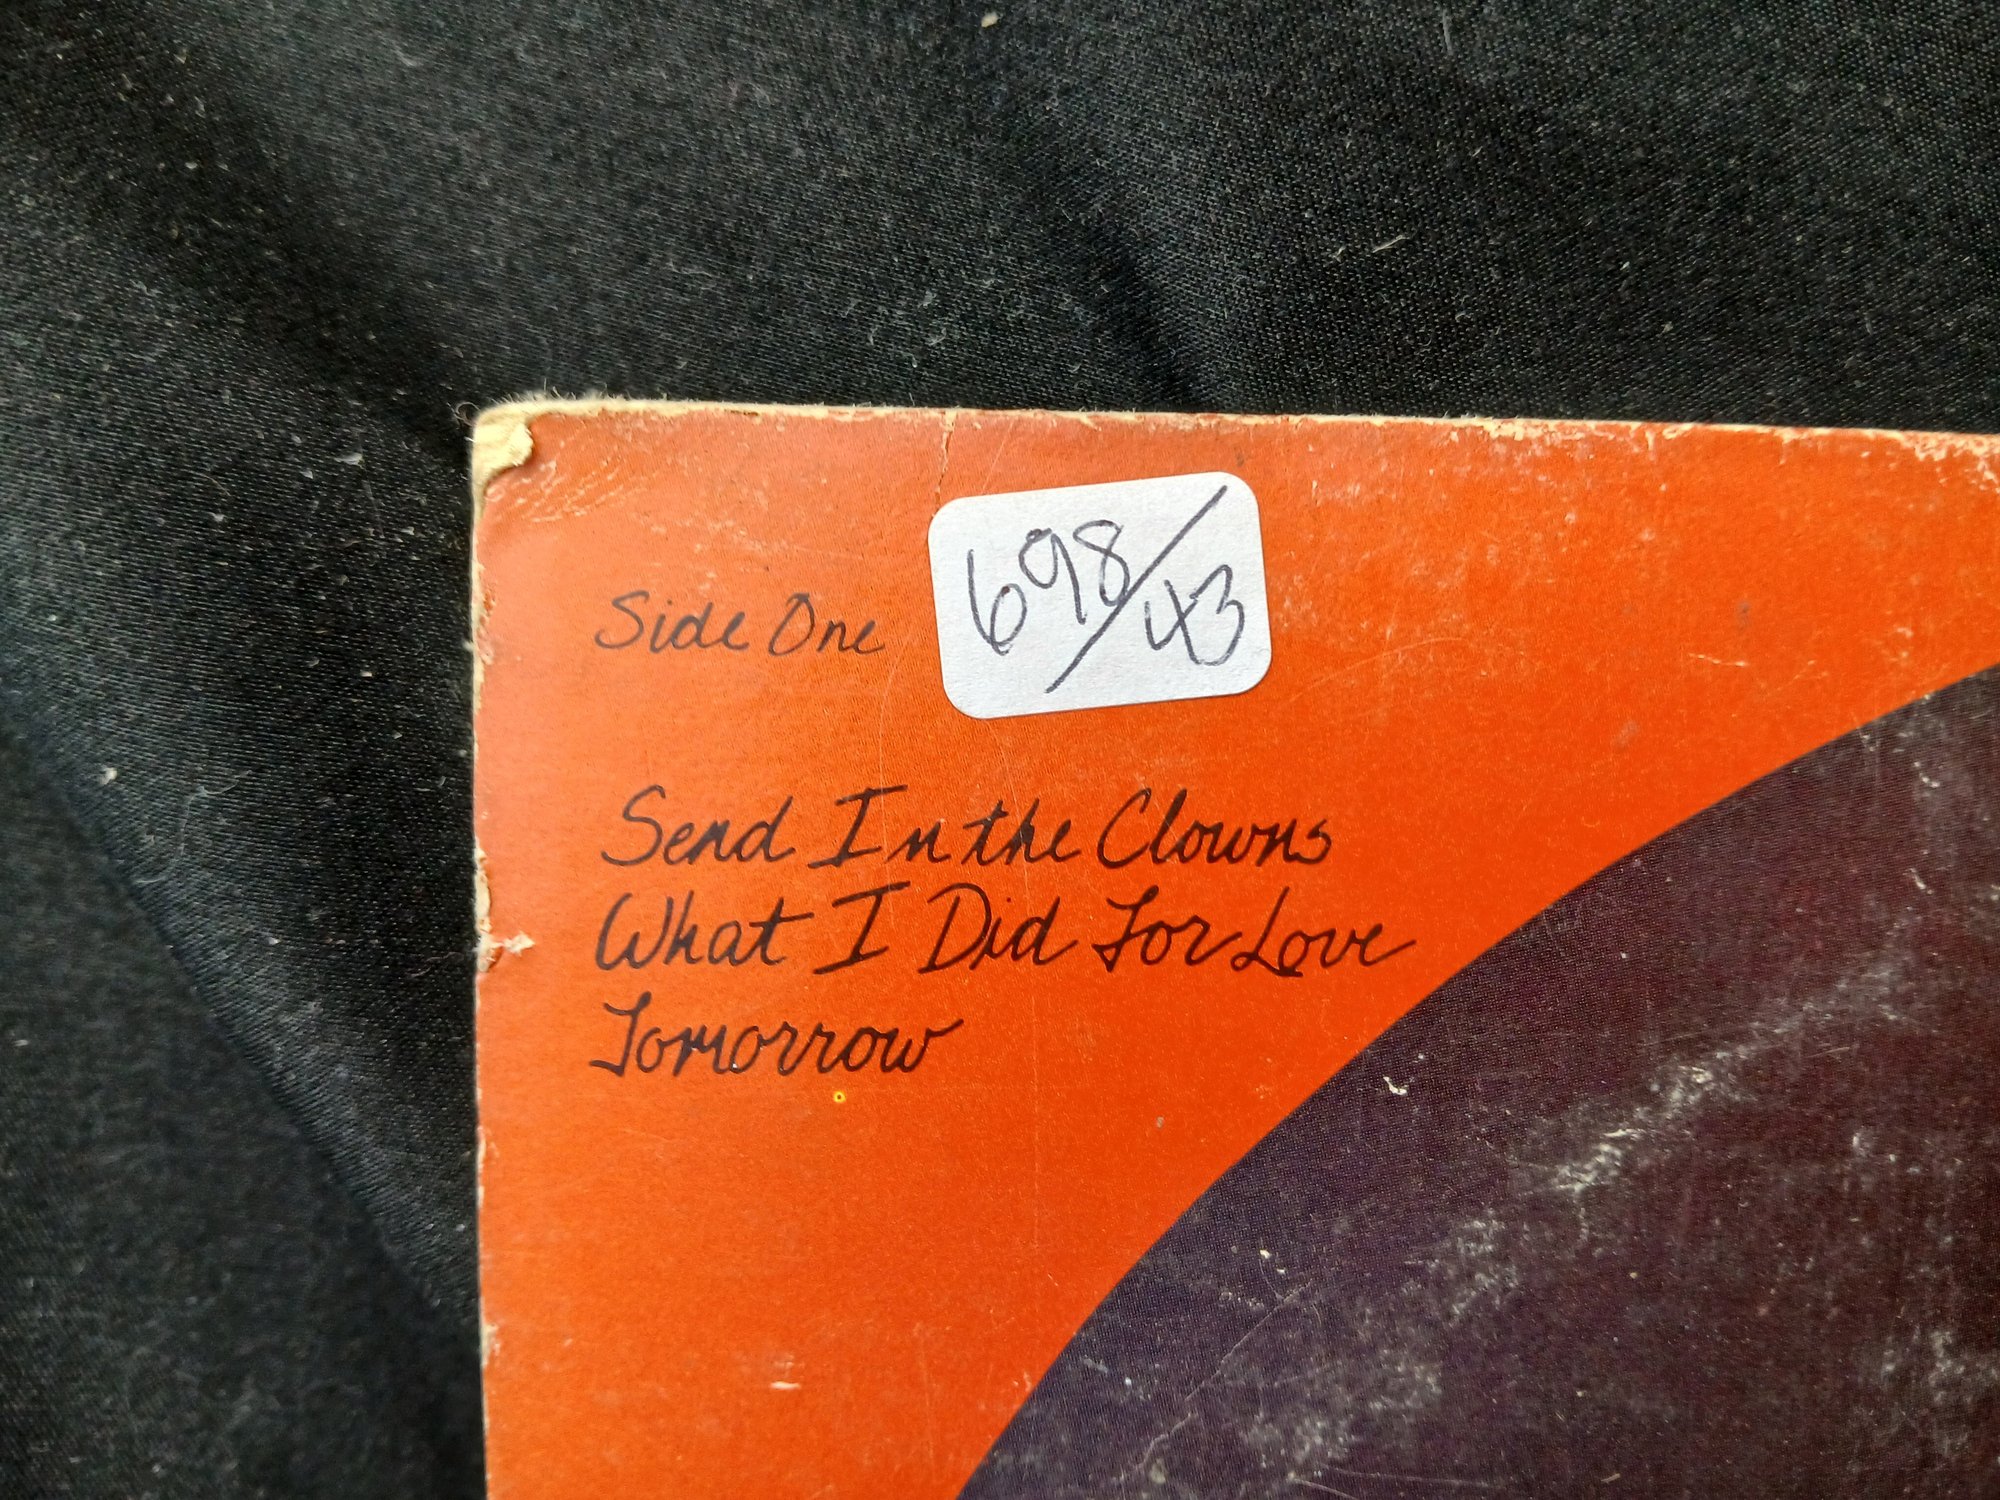 698/43
Side One
Send In the Clowns
What I Did For Love
Tomorrow